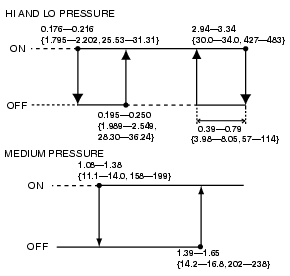 HI AND LO PRESSURE
0.176—0.216
{1.795—2.202, 25.53—31.31}
2.94—3.34
{30.0—34.0, 427—483}
ON
OFF
0.195—0.250
{1.989—2.549,
28.30—36.24}
0.39—0.79
{3.98—8.05, 57—114}
MEDIUM PRESSURE
1.08—1.38
{11.1—14.0, 158—199}
ON
OFF
1.39—1.65
{14.2—16.8, 202—238}